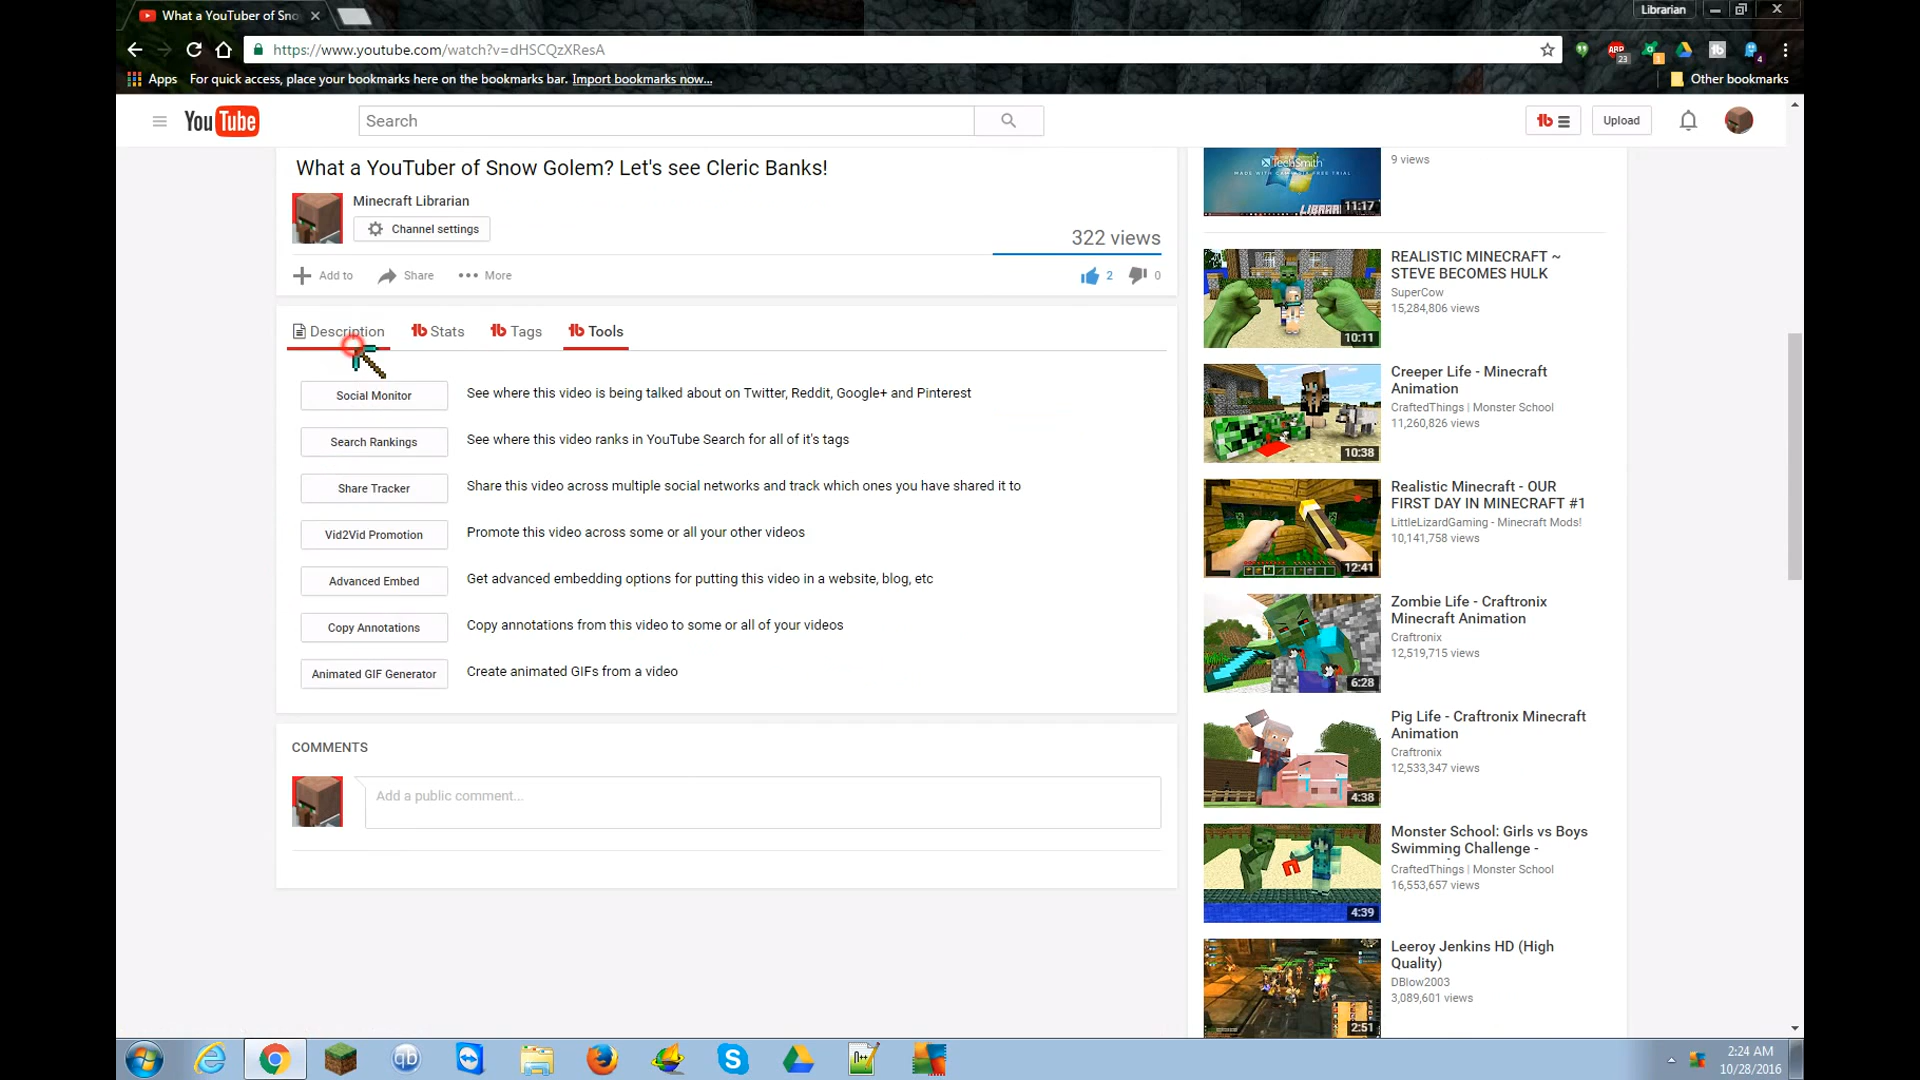 What a YouTuber of Sno
Librarian
https://www.youtube.com/watch?v=dHSCQzXResA
ABP
23
1
4
Apps
For quick access, place your bookmarks here on the bookmarks bar. Import bookmarks now...
Other bookmarks
YouTube
Search
Upload
What a YouTuber of Snow Golem? Let's see Cleric Banks!
Minecraft Librarian
Channel settings
322 views
Add to
Share
More
2
0
Description
Stats
Tags
Tools
Social Monitor
See where this video is being talked about on Twitter, Reddit, Google+ and Pinterest
Search Rankings
See where this video ranks in YouTube Search for all of it's tags
Share Tracker
Share this video across multiple social networks and track which ones you have shared it to
Vid2Vid Promotion
Promote this video across some or all your other videos
Advanced Embed
Get advanced embedding options for putting this video in a website, blog, etc
Copy Annotations
Copy annotations from this video to some or all of your videos
Animated GIF Generator
Create animated GIFs from a video
COMMENTS
Add a public comment...
TechSmith
MADE WITH CAMTASIA FREE TRIAL
11:17
9 views
REALISTIC MINECRAFT ~
STEVE BECOMES HULK
SuperCow
15,284,806 views
10:11
Creeper Life - Minecraft
Animation
CraftedThings | Monster School
11,260,826 views
10:38
Realistic Minecraft - OUR
FIRST DAY IN MINECRAFT #1
LittleLizardGaming - Minecraft Mods!
10,141,758 views
12:41
Zombie Life - Craftronix
Minecraft Animation
Craftronix
12,519,715 views
6:28
Pig Life - Craftronix Minecraft
Animation
Craftronix
12,533,347 views
4:38
Monster School: Girls vs Boys
Swimming Challenge -
CraftedThings | Monster School
16,553,657 views
4:39
Leeroy Jenkins HD (High
Quality)
DBlow2003
3,089,601 views
2:51
qb
2:24 AM
10/28/2016